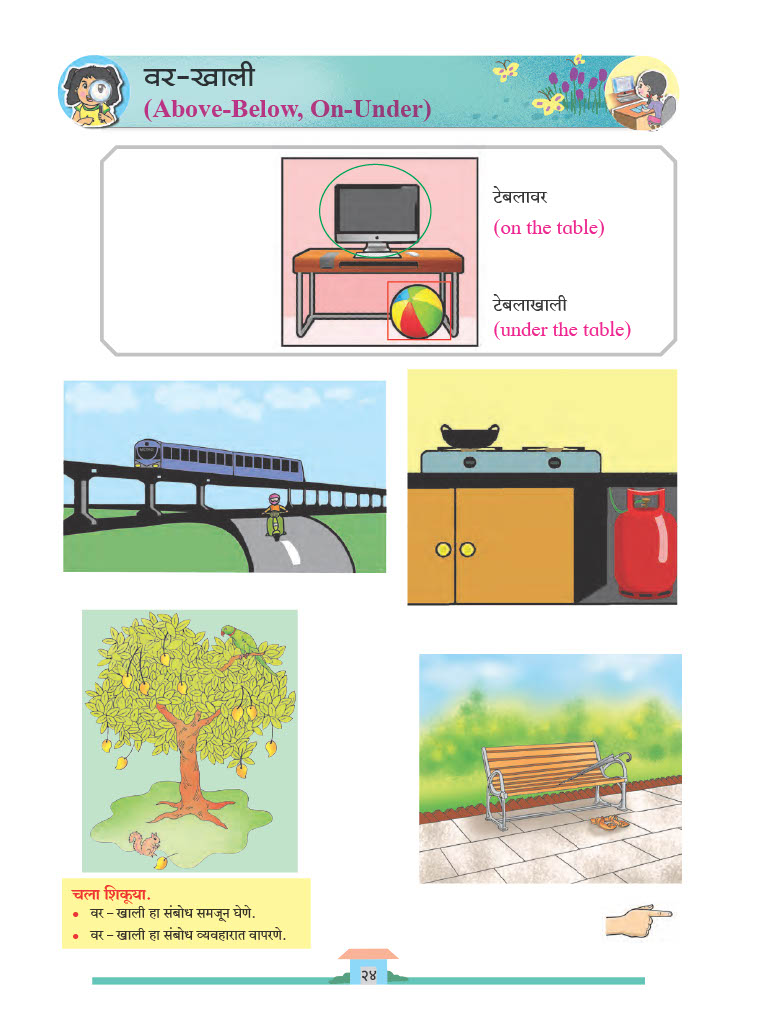 वर-खाली
(Above-Below, On-Under)
टेबलावर
(on the table)
टेबलाखाली
(under the table)
चला शिकूया.
• वर - खाली हा संबोध समजून घेणे.
• वर - खाली हा संबोध व्यवहारात वापरणे.
२४